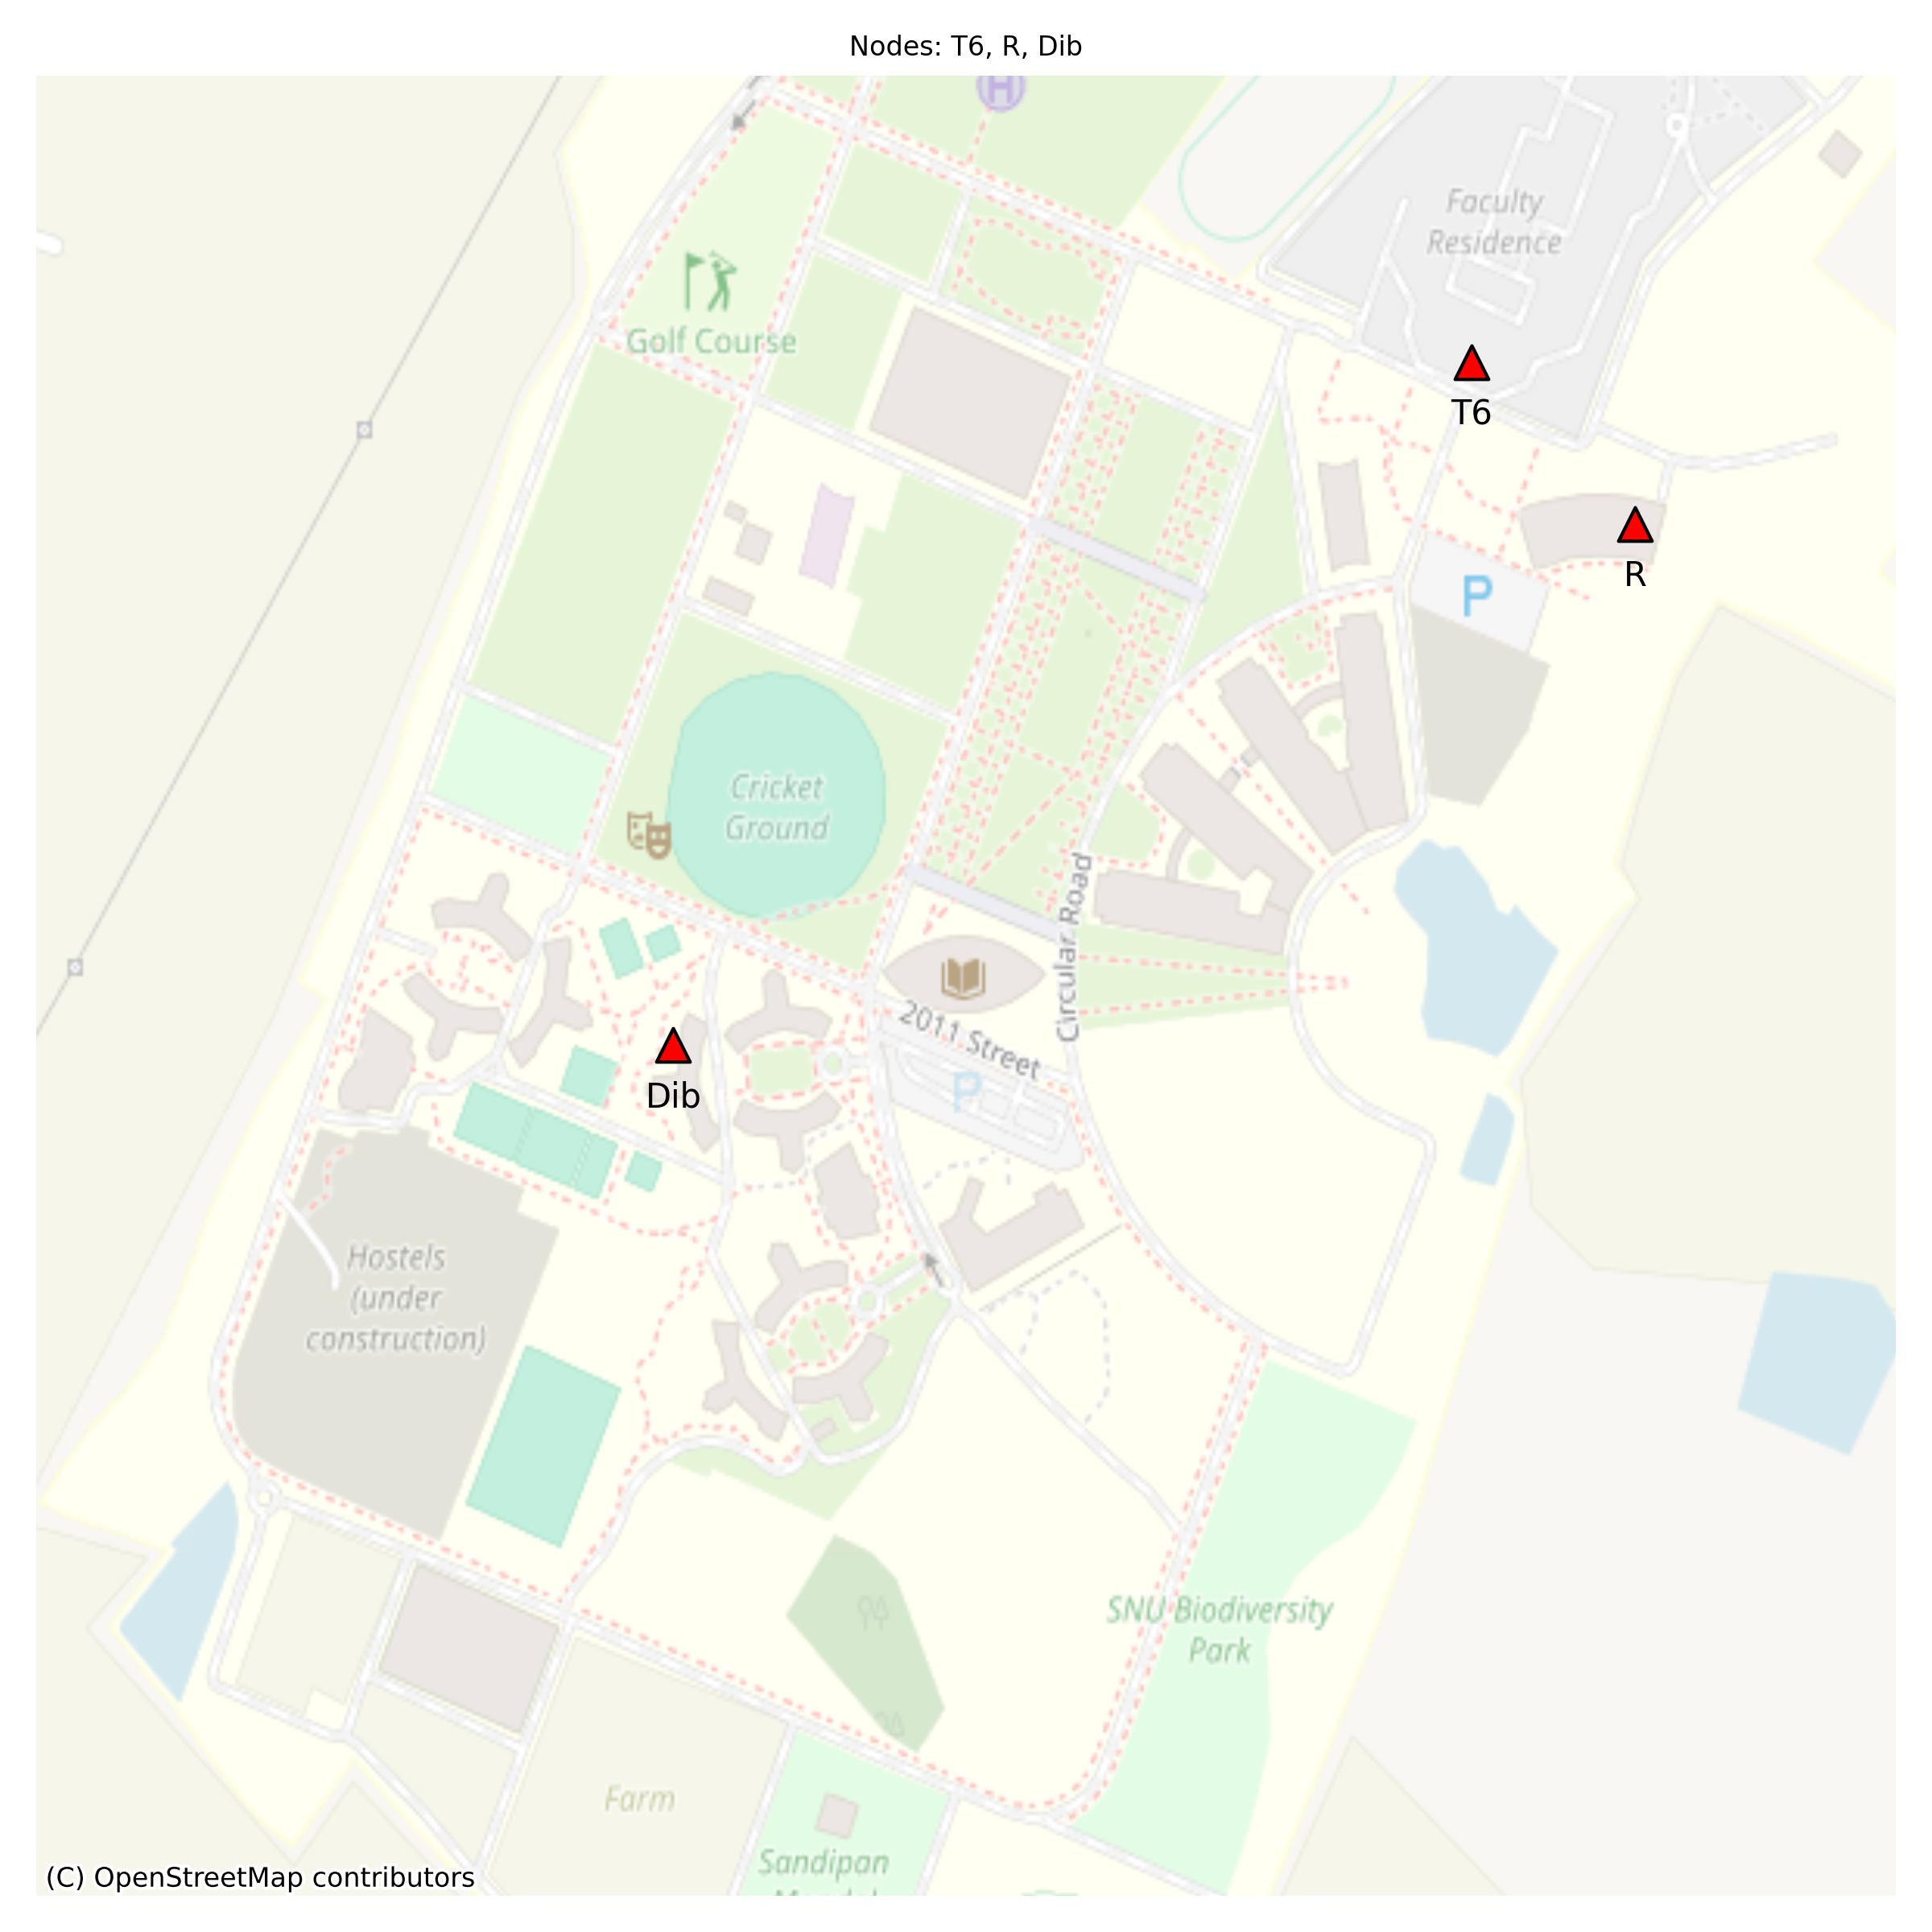 Nodes: T6, R, Dib
H
Faculty
Residence
Golf Course
T6
R
P
Cricket
Ground
Circular Road
2011 Street
P
Dib
Hostels
(under
construction)
SNU Biodiversity
Park
Farm
Sandipan
(C) OpenStreetMap contributors